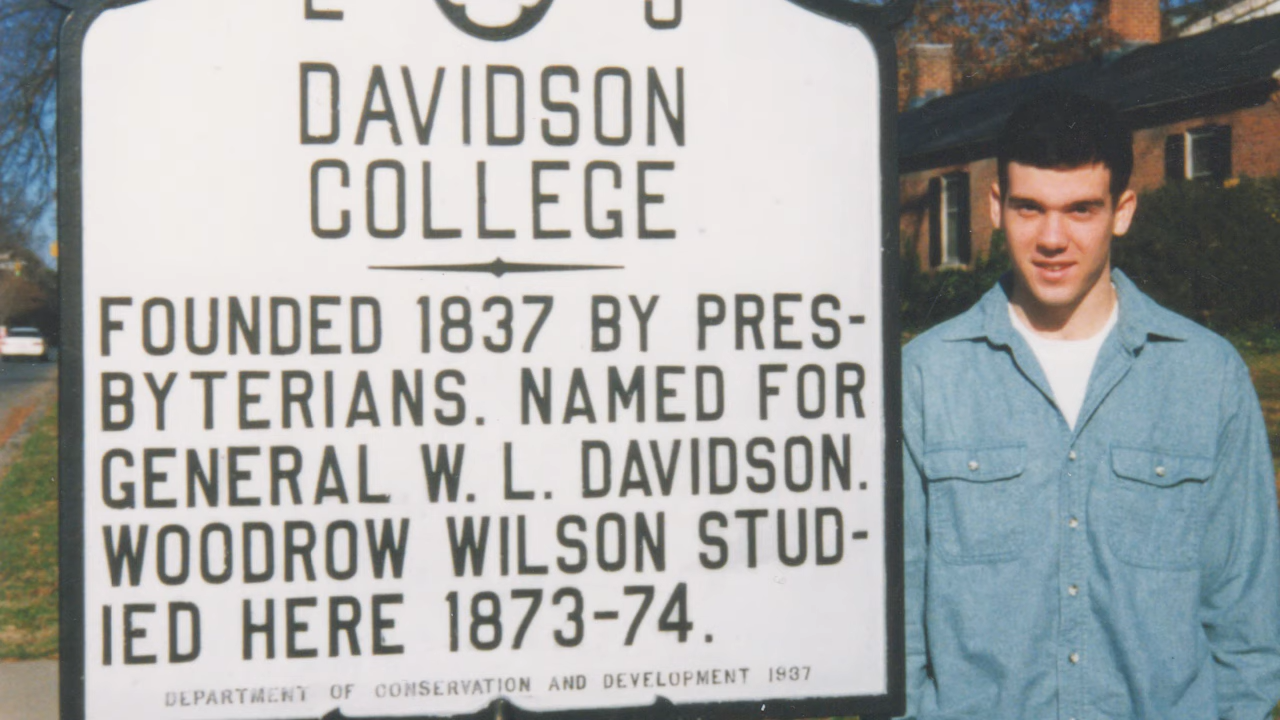 DAVIDSON
COLLEGE
FOUNDED 1837 BY PRES-
BYTERIANS. NAMED FOR
GENERAL W. L. DAVIDSON.
WOODROW WILSON STUD-
IED HERE 1873-74.
DEPARTMENT OF CONSERVATION AND DEVELOPMENT 1937